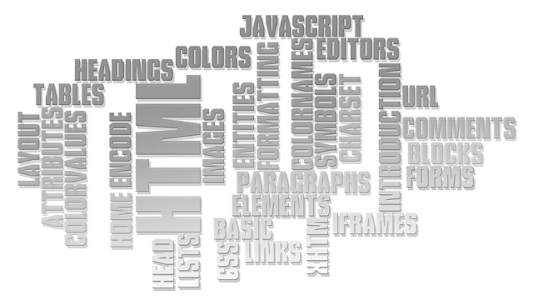 JAVASCRIPT
EDITORS
COLORS
HEADINGS
TABLES
LAYOUT
ATTRIBUTES
COLORVALUES
HOME ENCODE
HTML
IMAGES
ENTITIES
FORMATTING
COLORNAMES
SYMBOLS
CHARSET
INTRODUCTION
URL
COMMENTS
BLOCKS
FORMS
PARAGRAPHS
ELEMENTS
BASIC
LINKS
IFRAMES
XHTML
CSS
HEAD
LISTS